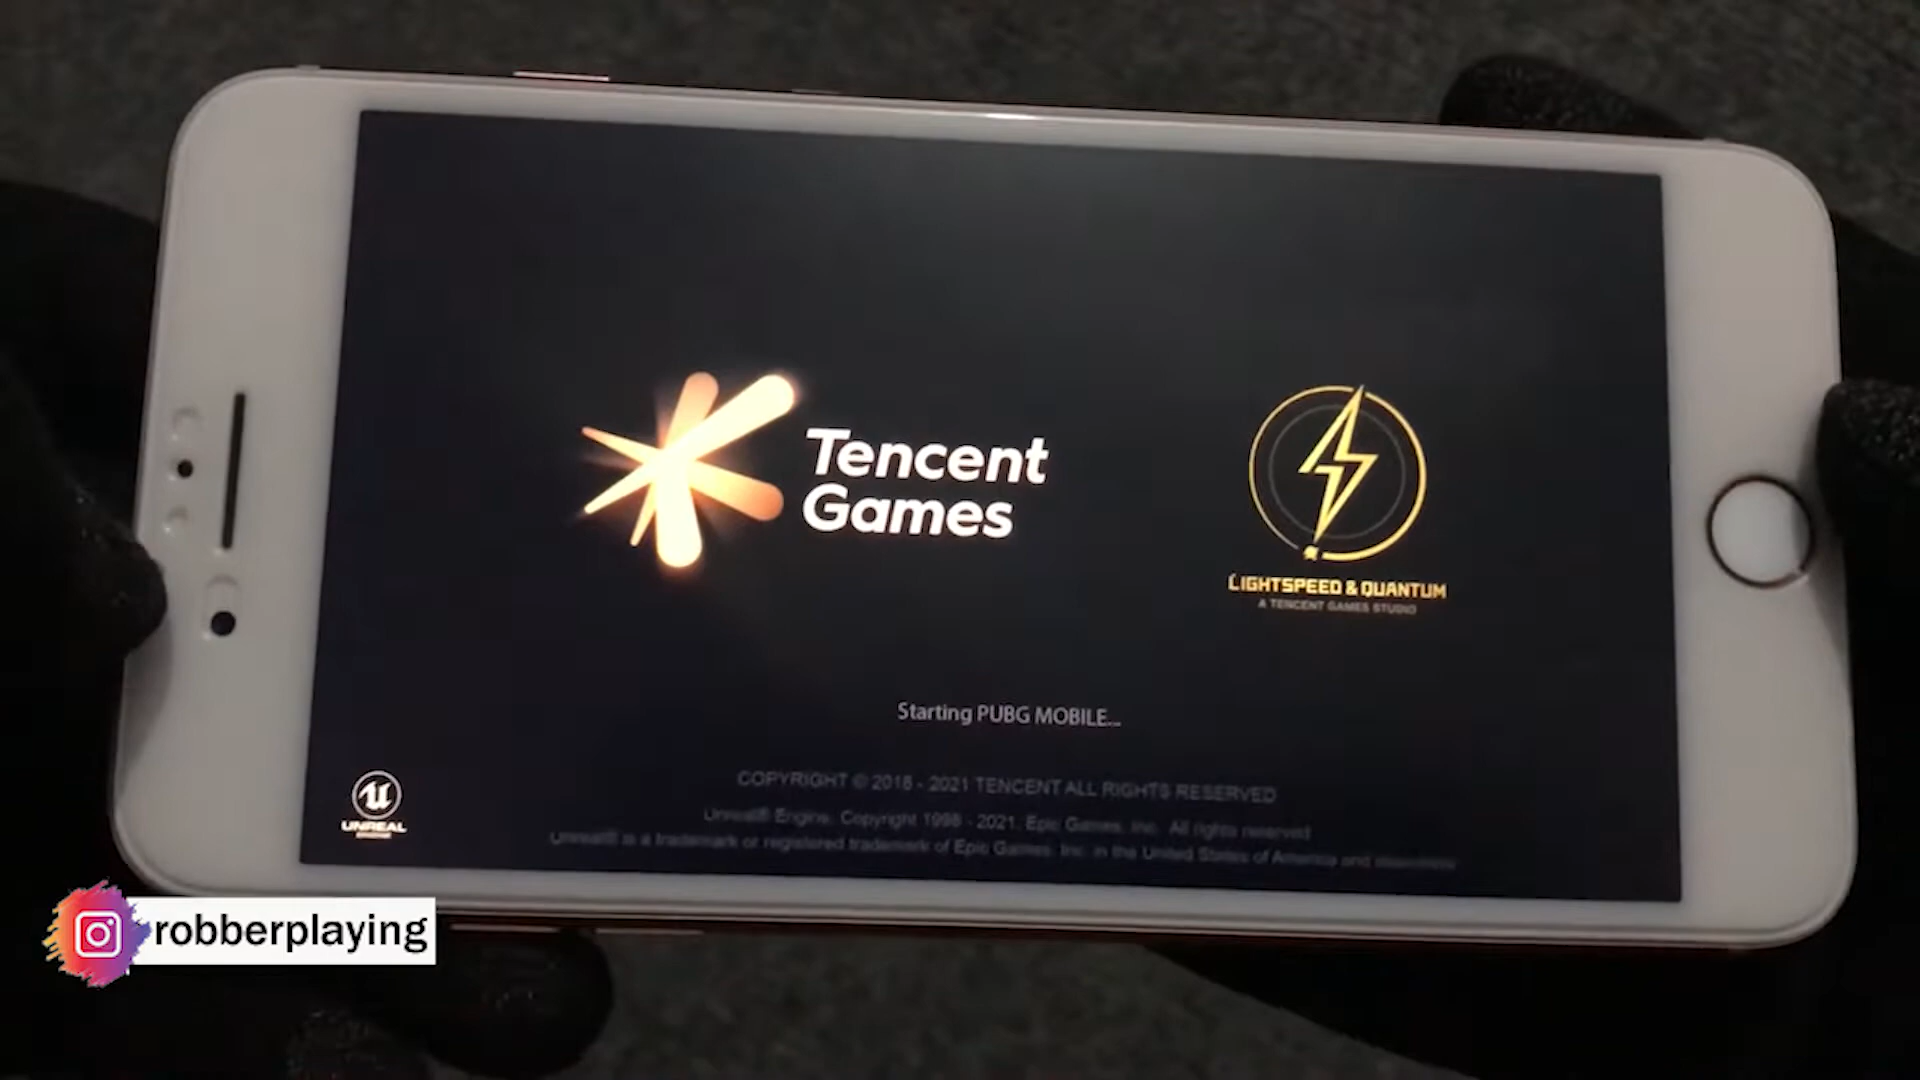 Tencent
Games
LIGHTSPEED & QUANTUM
A TENCENT GAMES STUDIO
Starting PUBG MOBILE...
COPYRIGHT © 2018 - 2021 TENCENT ALL RIGHTS RESERVED
UNREAL
Unreal® Engine. Copyright 1998 - 2021. Epic Games, Inc. All rights reserved
Unreal® is a trademark or registered trademark of Epic Games, Inc. in the United States of America and elsewhere
robberplaying